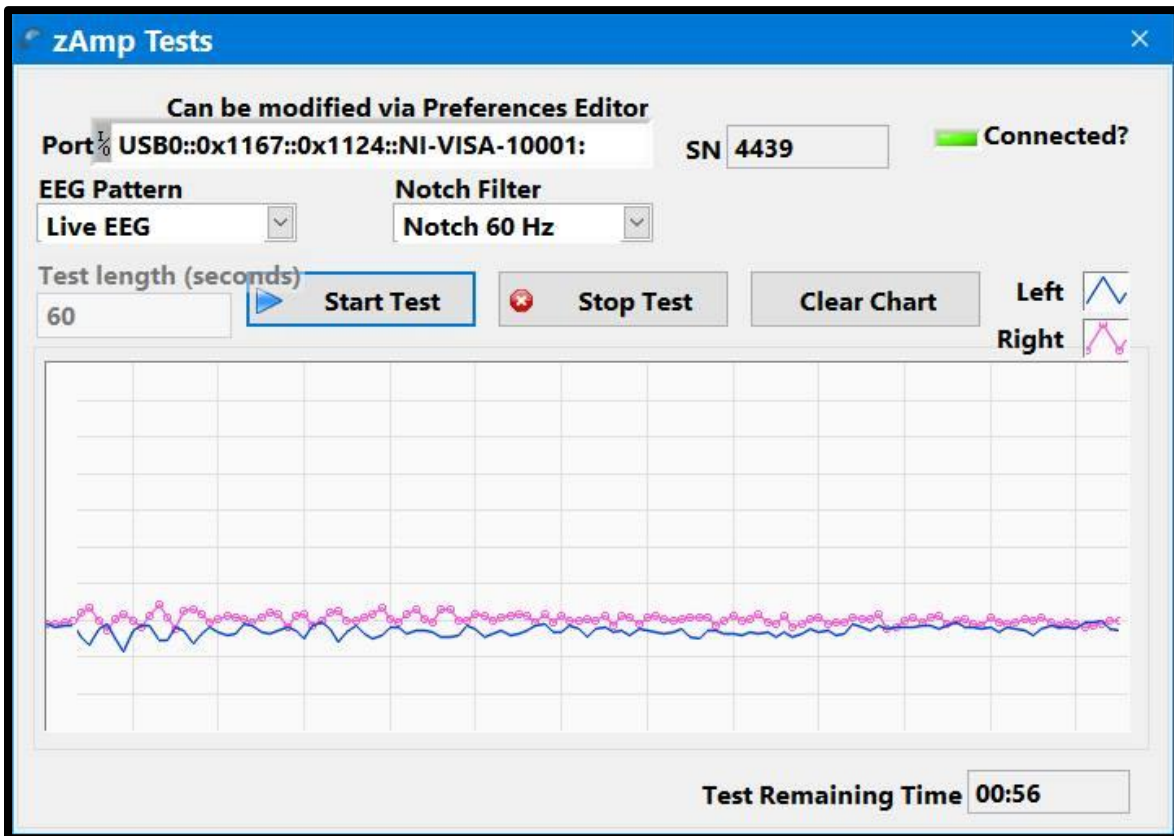 zAmp Tests
Can be modified via Preferences Editor
Port I/O USB0::0x1167::0x1124::NI-VISA-10001:
SN 4439
Connected?
EEG Pattern
Notch Filter
Live EEG
Notch 60 Hz
Test length (seconds)
60
Start Test
Stop Test
Clear Chart
Left
Right
Test Remaining Time 00:56